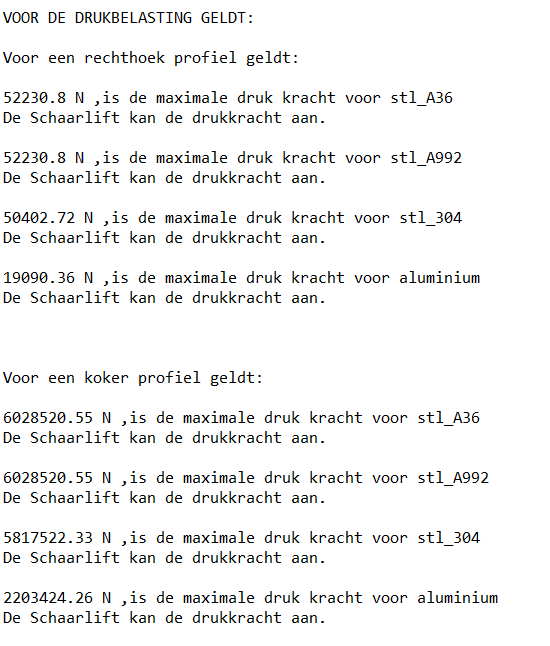 VOOR DE DRUKBELASTING GELDT:
Voor een rechthoek profiel geldt:
52230.8 N ,is de maximale druk kracht voor stl_A36
De Schaarlift kan de drukkracht aan.
52230.8 N ,is de maximale druk kracht voor stl_A992
De Schaarlift kan de drukkracht aan.
50402.72 N ,is de maximale druk kracht voor stl_304
De Schaarlift kan de drukkracht aan.
19090.36 N ,is de maximale druk kracht voor aluminium
De Schaarlift kan de drukkracht aan.
Voor een koker profiel geldt:
6028520.55 N ,is de maximale druk kracht voor stl_A36
De Schaarlift kan de drukkracht aan.
6028520.55 N ,is de maximale druk kracht voor stl_A992
De Schaarlift kan de drukkracht aan.
5817522.33 N ,is de maximale druk kracht voor stl_304
De Schaarlift kan de drukkracht aan.
2203424.26 N ,is de maximale druk kracht voor aluminium
De Schaarlift kan de drukkracht aan.